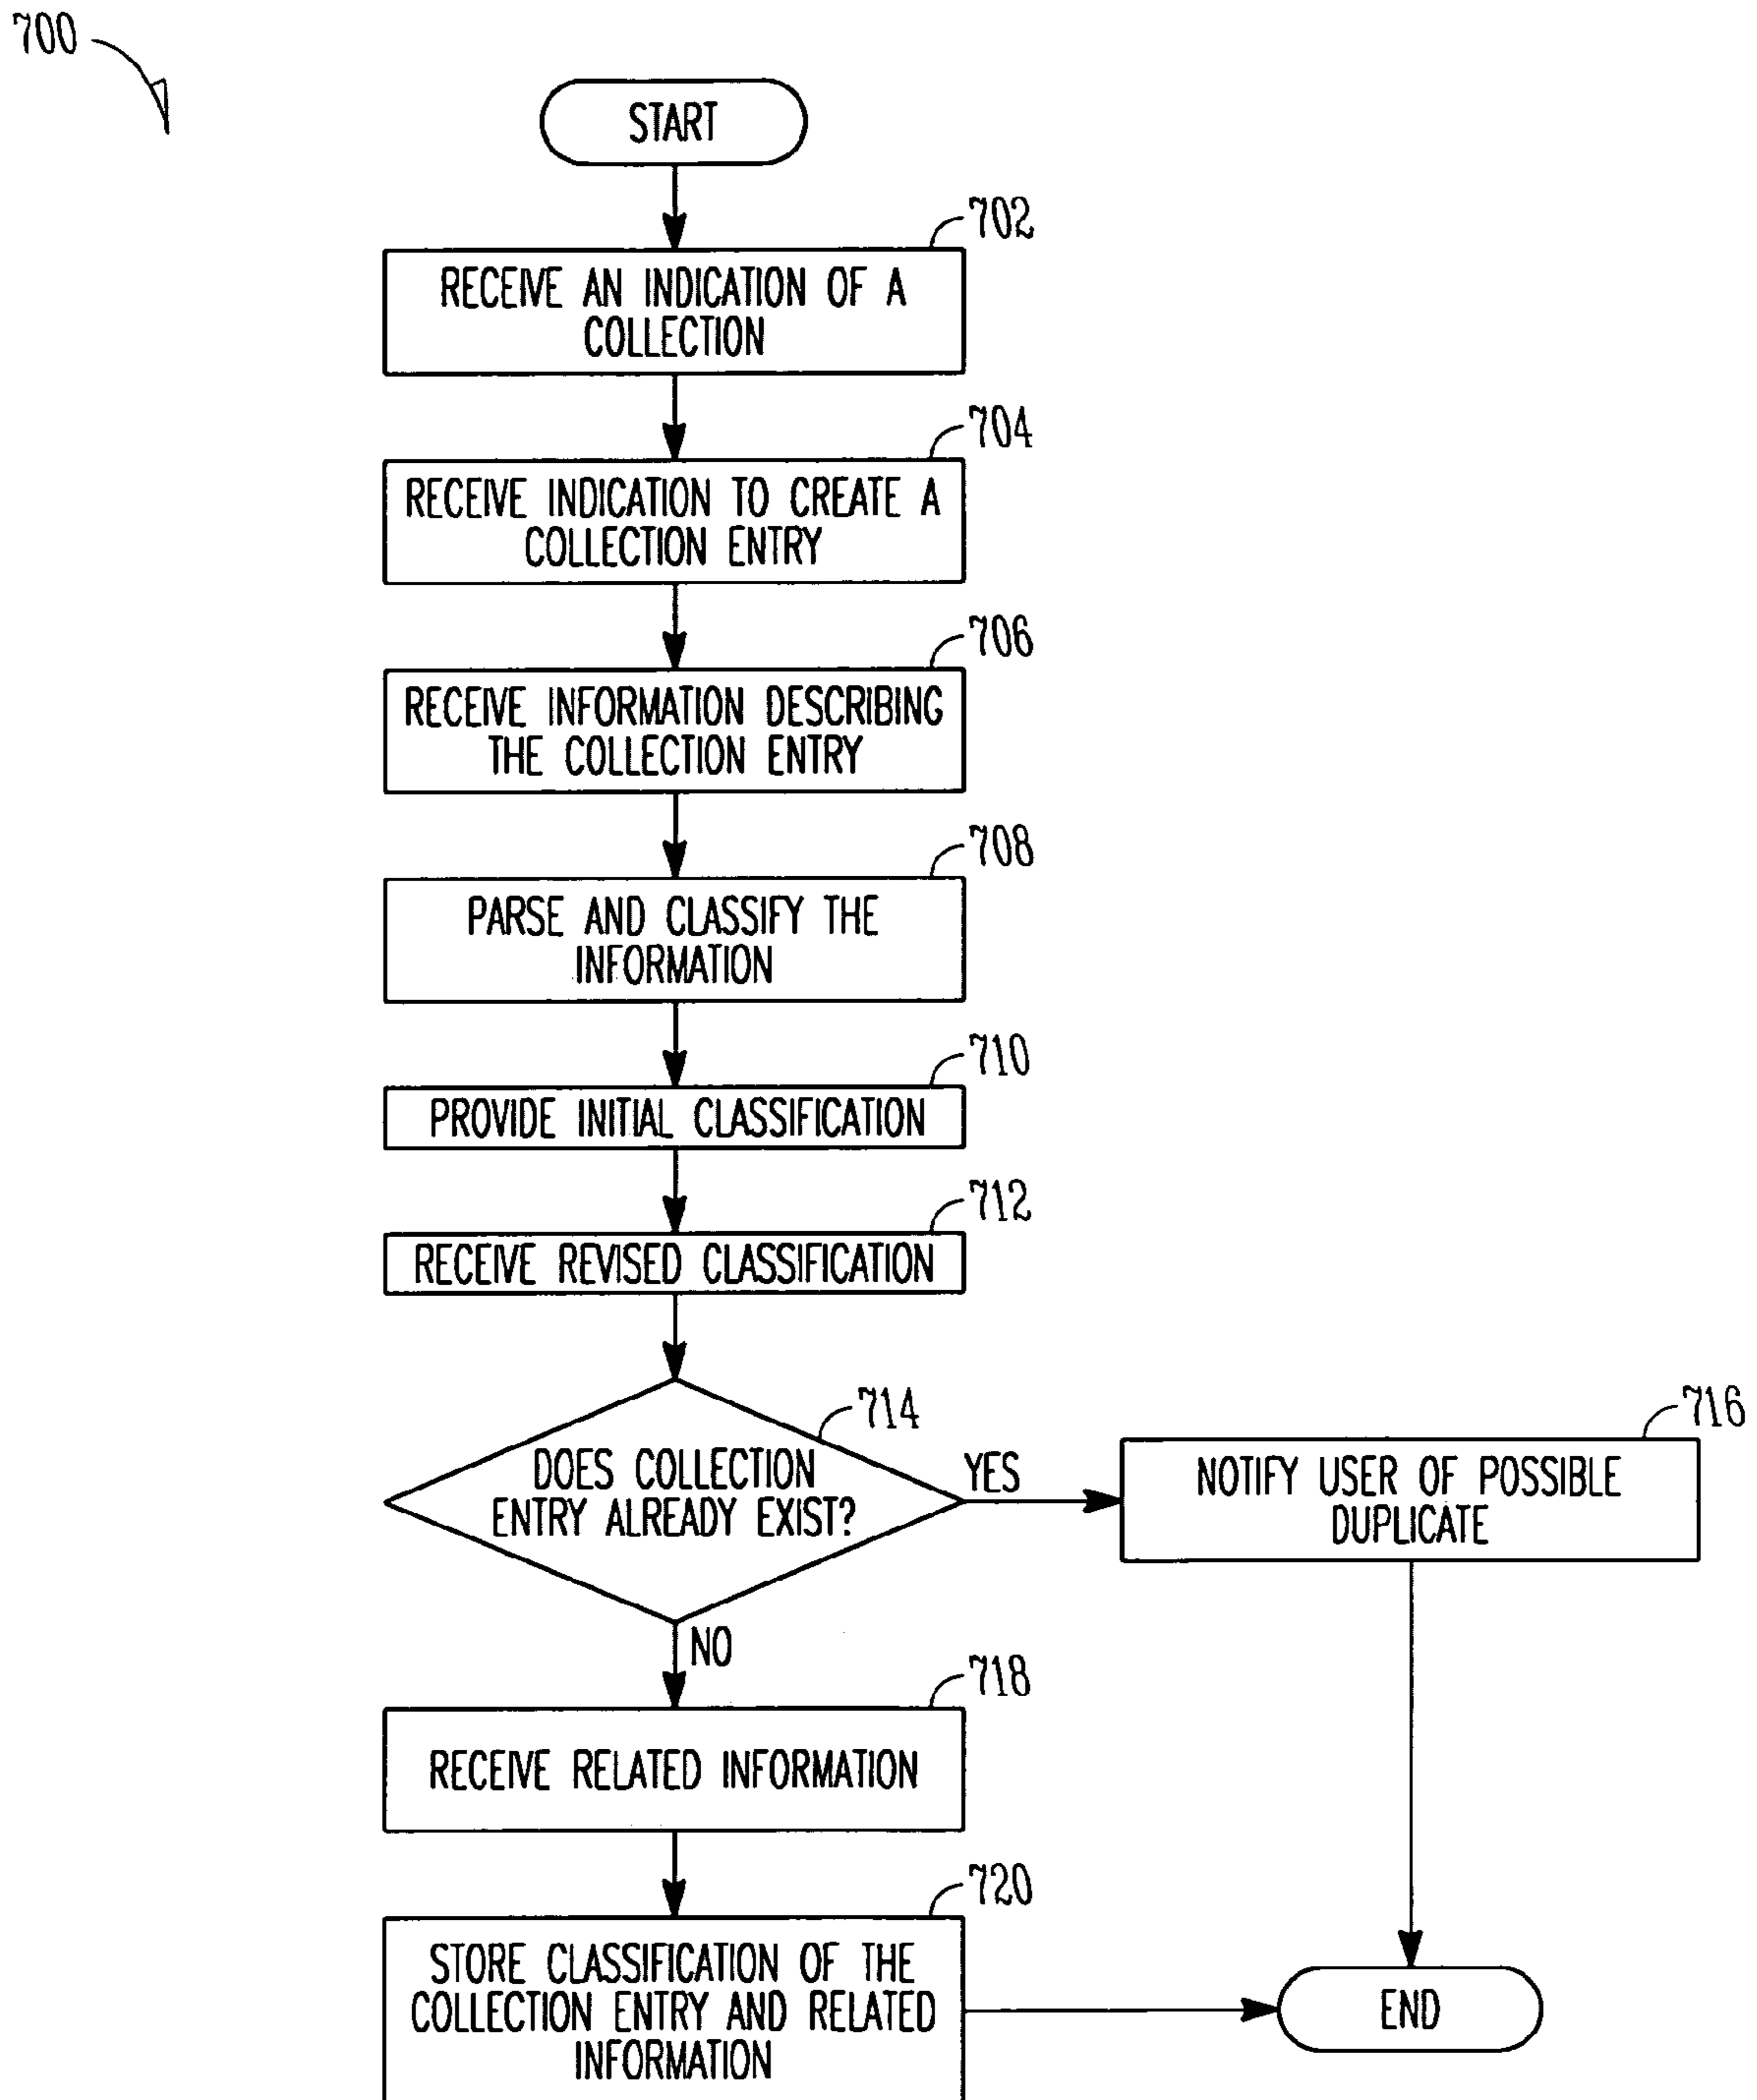 700
START
702
RECEIVE AN INDICATION OF A
COLLECTION
704
RECEIVE INDICATION TO CREATE A
COLLECTION ENTRY
706
RECEIVE INFORMATION DESCRIBING
THE COLLECTION ENTRY
708
PARSE AND CLASSIFY THE
INFORMATION
710
PROVIDE INITIAL CLASSIFICATION
712
RECEIVE REVISED CLASSIFICATION
714
DOES COLLECTION
ENTRY ALREADY EXIST?
YES
716
NOTIFY USER OF POSSIBLE
DUPLICATE
NO
718
RECEIVE RELATED INFORMATION
720
STORE CLASSIFICATION OF THE
COLLECTION ENTRY AND RELATED
INFORMATION
END